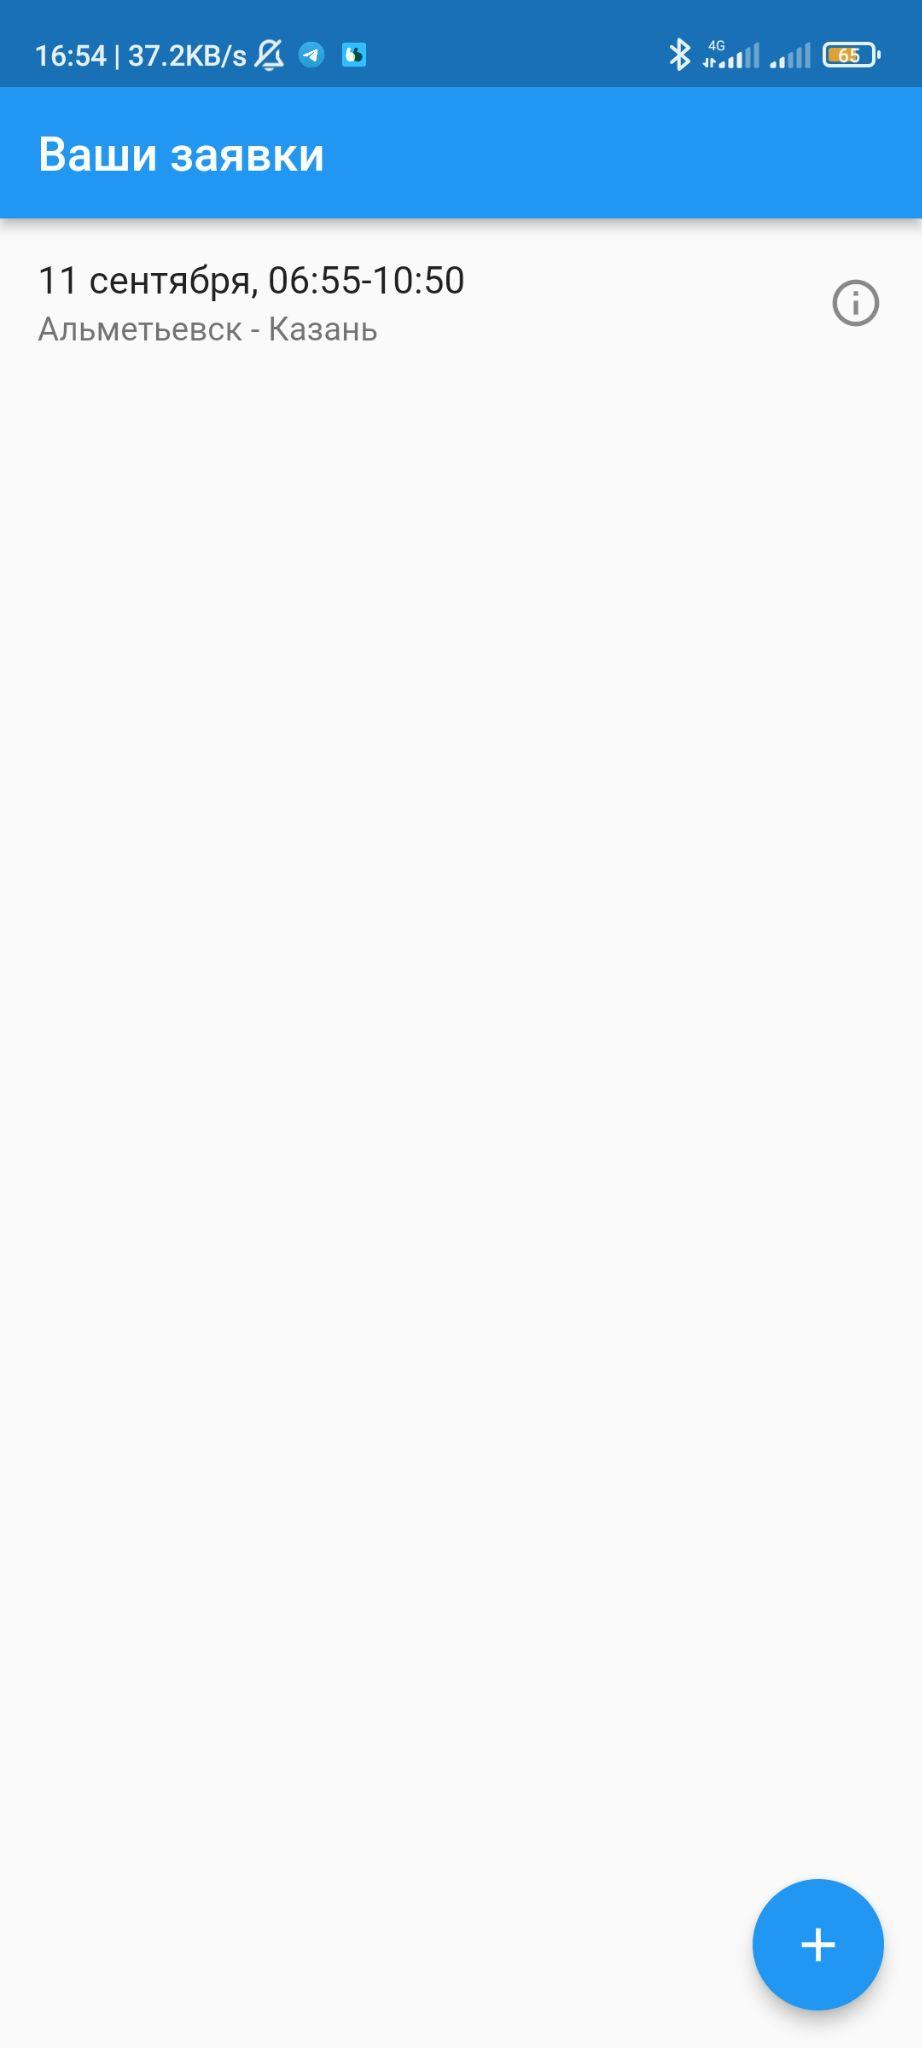 16:54 | 37.2KB/s 4G 65
Ваши заявки
11 сентября, 06:55-10:50
Альметьевск - Казань